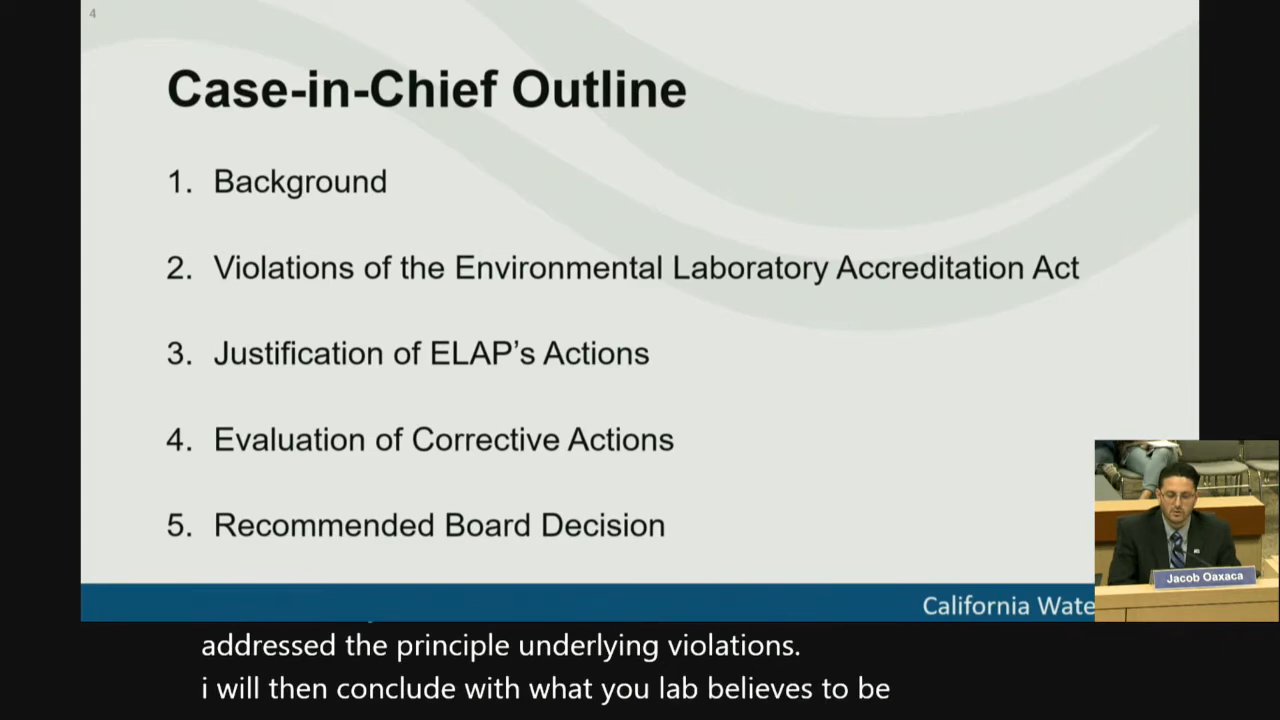 4
Case-in-Chief Outline
1. Background
2. Violations of the Environmental Laboratory Accreditation Act
3. Justification of ELAP’s Actions
4. Evaluation of Corrective Actions
5. Recommended Board Decision
Jacob Oaxaca
California Wate
addressed the principle underlying violations.
i will then conclude with what you lab believes to be